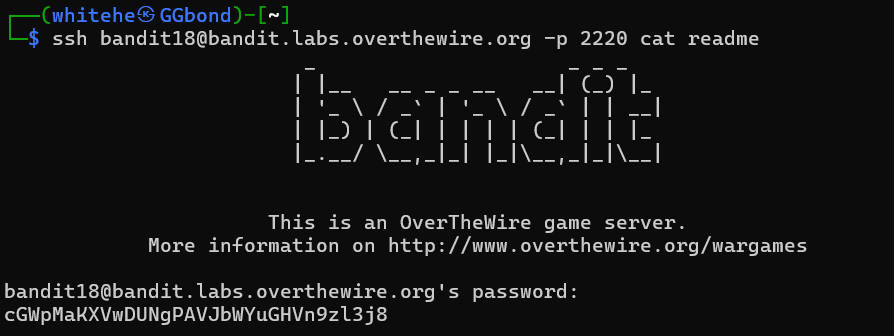 (whitehe㉿GGbond)-[~]
$ ssh bandit18@bandit.labs.overthewire.org -p 2220 cat readme
bandit
This is an OverTheWire game server.
More information on http://www.overthewire.org/wargames
bandit18@bandit.labs.overthewire.org's password:
cGWpMaKXVwDUNgPAVJbWYuGHVn9zl3j8